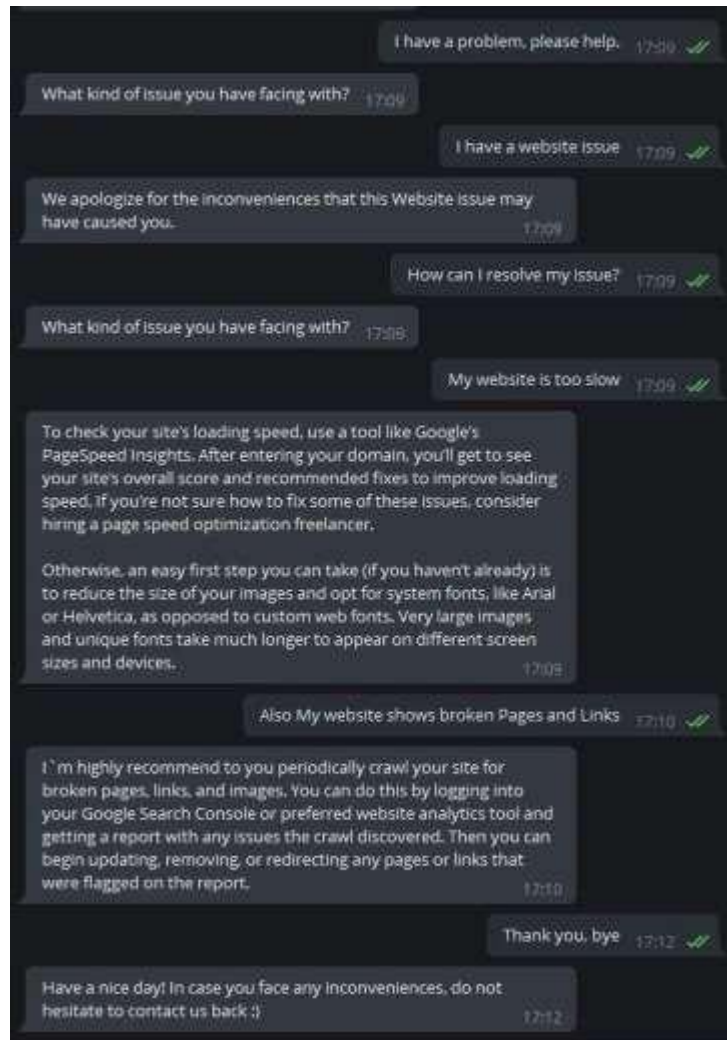 I have a problem, please help. 17:09
What kind of issue you have facing with? 17:09
I have a website issue 17:09
We apologize for the inconveniences that this Website issue may
have caused you. 17:09
How can I resolve my issue? 17:09
What kind of issue you have facing with? 17:09
My website is too slow 17:09
To check your site's loading speed, use a tool like Google's
PageSpeed Insights. After entering your domain, you'll get to see
your site's overall score and recommended fixes to improve loading
speed. If you're not sure how to fix some of these issues, consider
hiring a page speed optimization freelancer.
Otherwise, an easy first step you can take (if you haven't already) is
to reduce the size of your images and opt for system fonts, like Arial
or Helvetica, as opposed to custom web fonts. Very large images
and unique fonts take much longer to appear on different screen
sizes and devices. 17:09
Also My website shows broken Pages and Links 17:10
I`m highly recommend to you periodically crawl your site for
broken pages, links, and images. You can do this by logging into
your Google Search Console or preferred website analytics tool and
getting a report with any issues the crawl discovered. Then you can
begin updating, removing, or redirecting any pages or links that
were flagged on the report. 17:10
Thank you, bye 17:12
Have a nice day! In case you face any inconveniences, do not
hesitate to contact us back :) 17:12